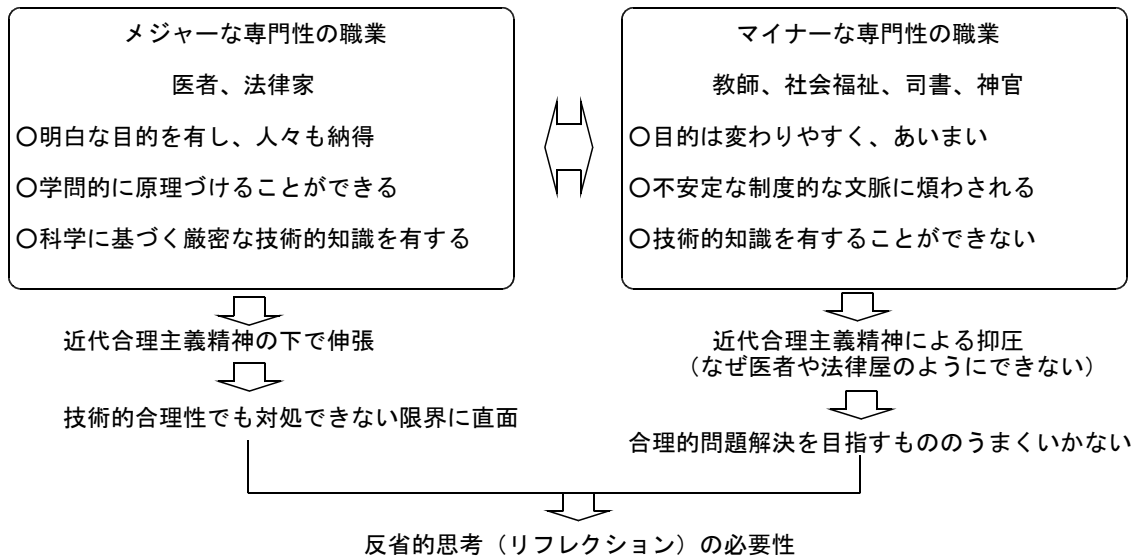 メジャーな専門性の職業
医者、法律家
〇明白な目的を有し、人々も納得
〇学問的に原理づけることができる
〇科学に基づく厳密な技術的知識を有する
マイナーな専門性の職業
教師、社会福祉、司書、神官
〇目的は変わりやすく、あいまい
〇不安定な制度的な文脈に煩わされる
〇技術的知識を有することができない
近代合理主義精神の下で伸張
技術的合理性でも対処できない限界に直面
近代合理主義精神による抑圧
(なぜ医者や法律屋のようにできない)
合理的問題解決を目指すもののうまくいかない
反省的思考(リフレクション)の必要性